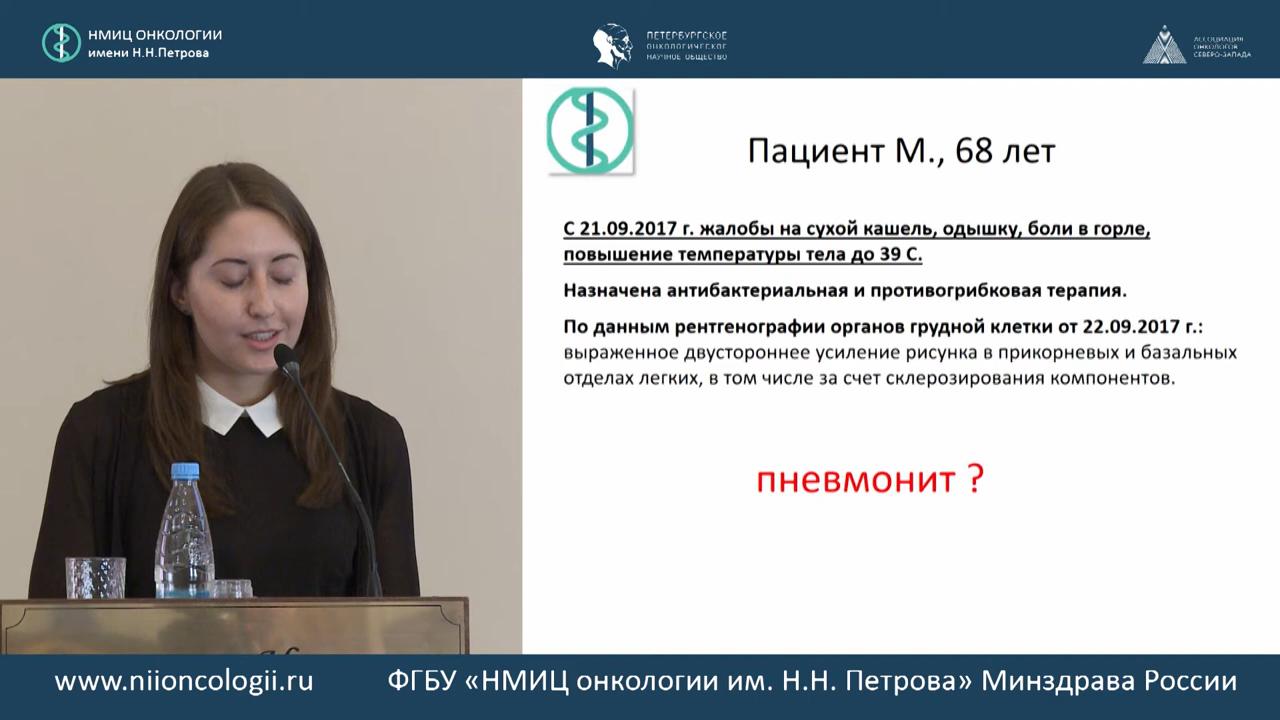 НМИЦ ОНКОЛОГИИ
имени Н.Н.Петрова
ПЕТЕРБУРГСКОЕ
ОНКОЛОГИЧЕСКОЕ
НАУЧНОЕ ОБЩЕСТВО
АССОЦИАЦИЯ
ОНКОЛОГОВ
СЕВЕРО-ЗАПАДА
Пациент М., 68 лет
С 21.09.2017 г. жалобы на сухой кашель, одышку, боли в горле,
повышение температуры тела до 39 С.
Назначена антибактериальная и противогрибковая терапия.
По данным рентгенографии органов грудной клетки от 22.09.2017 г.:
выраженное двустороннее усиление рисунка в прикорневых и базальных
отделах легких, в том числе за счет склерозирования компонентов.
пневмонит ?
www.niioncologii.ru
ФГБУ «НМИЦ онкологии им. Н.Н. Петрова» Минздрава России